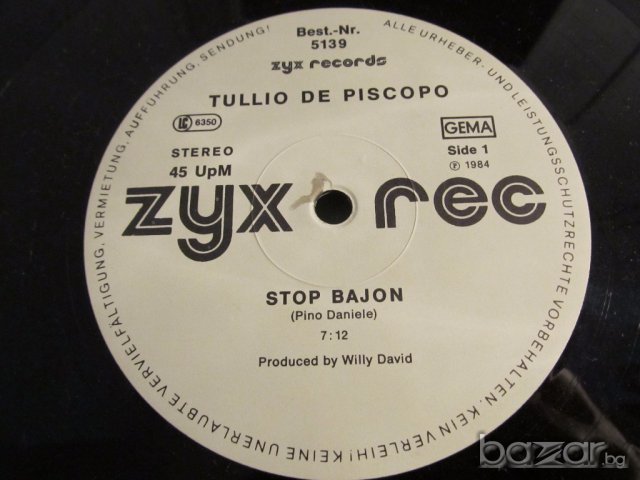 Best.-Nr.
5139
zyx records
TULLIO DE PISCOPO
LC 6350
GEMA
STEREO
Side 1
45 UpM
℗ 1984
zyx rec
STOP BAJON
(Pino Daniele)
7:12
Produced by Willy David
ALLE URHEBER- UND LEISTUNGSSCHUTZRECHTE VORBEHALTEN. KEIN VERLEIH! KEINE UNERLAUBTE VERVIELFÄLTIGUNG, VERMIETUNG, AUFFÜHRUNG, SENDUNG!
bazar.bg